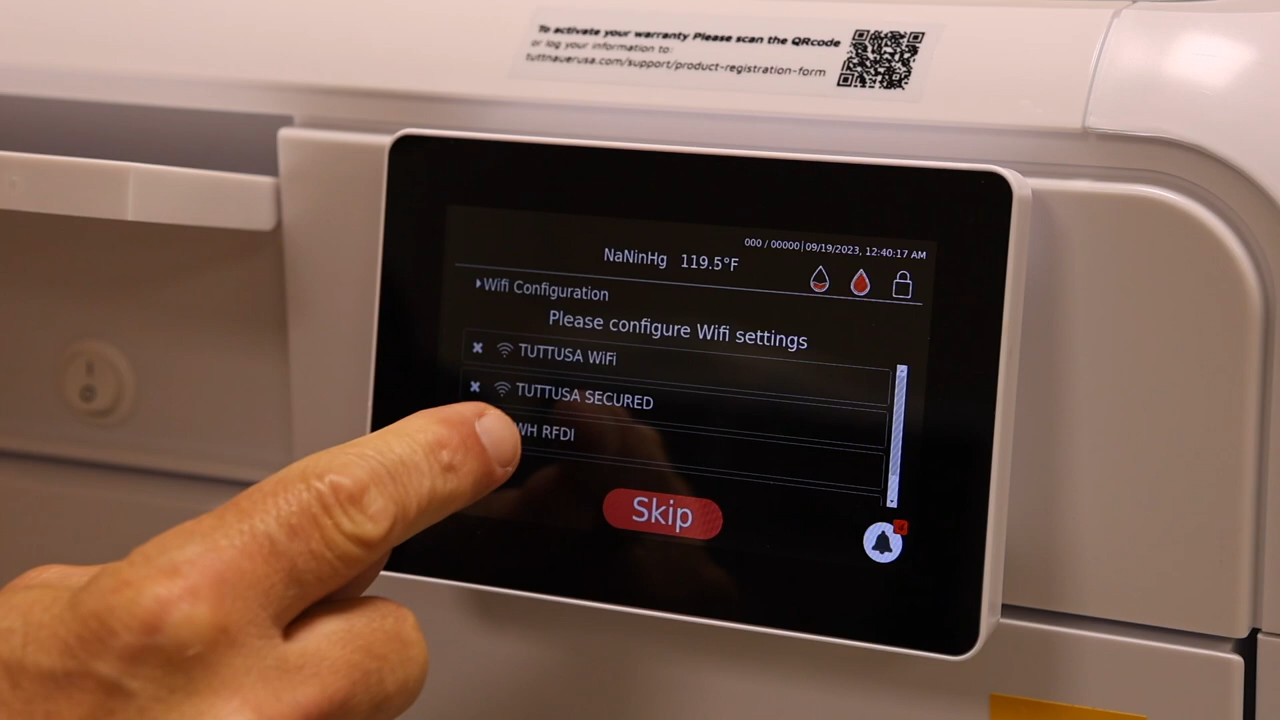 To activate your warranty Please scan the QRcode
or log your information to:
tuttnauerusa.com/support/product-registration-form
000 / 00000| 09/19/2023, 12:40:17 AM
NaNinHg 119.5°F
Wifi Configuration
Please configure Wifi settings
TUTTUSA WiFi
TUTTUSA SECURED
WH RFDI
Skip